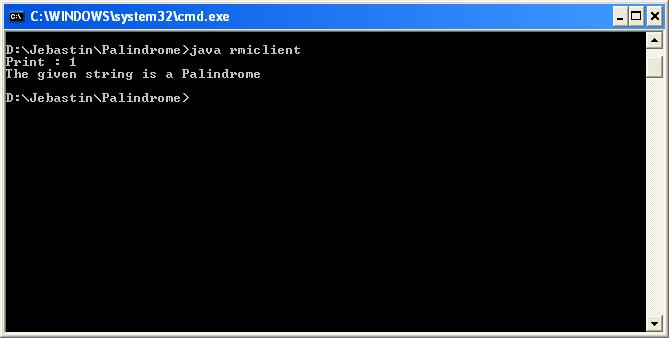 C:\WINDOWS\system32\cmd.exe
D:\Jebastin\Palindrome>java rmiclient
Print : 1
The given string is a Palindrome
D:\Jebastin\Palindrome>